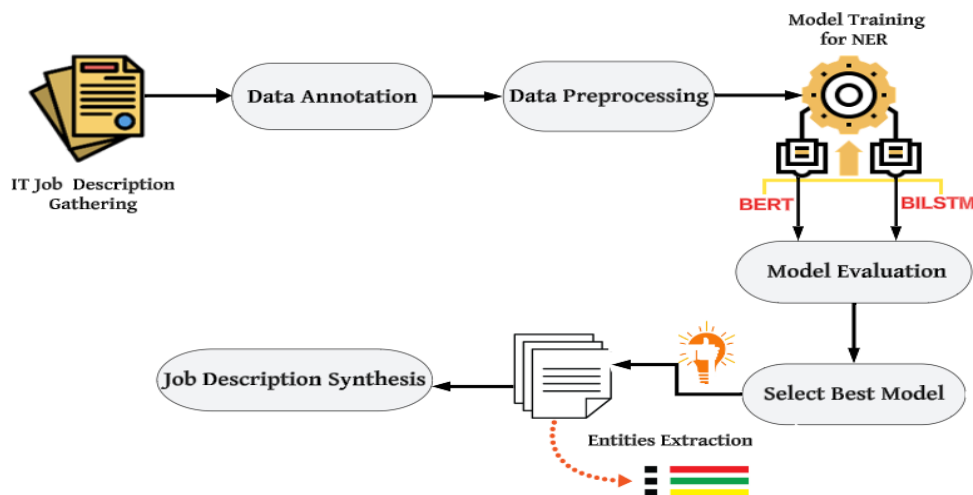 Model Training
for NER
Data Annotation
Data Preprocessing
IT Job Description
Gathering
BERT
BILSTM
Model Evaluation
Job Description Synthesis
Select Best Model
Entities Extraction